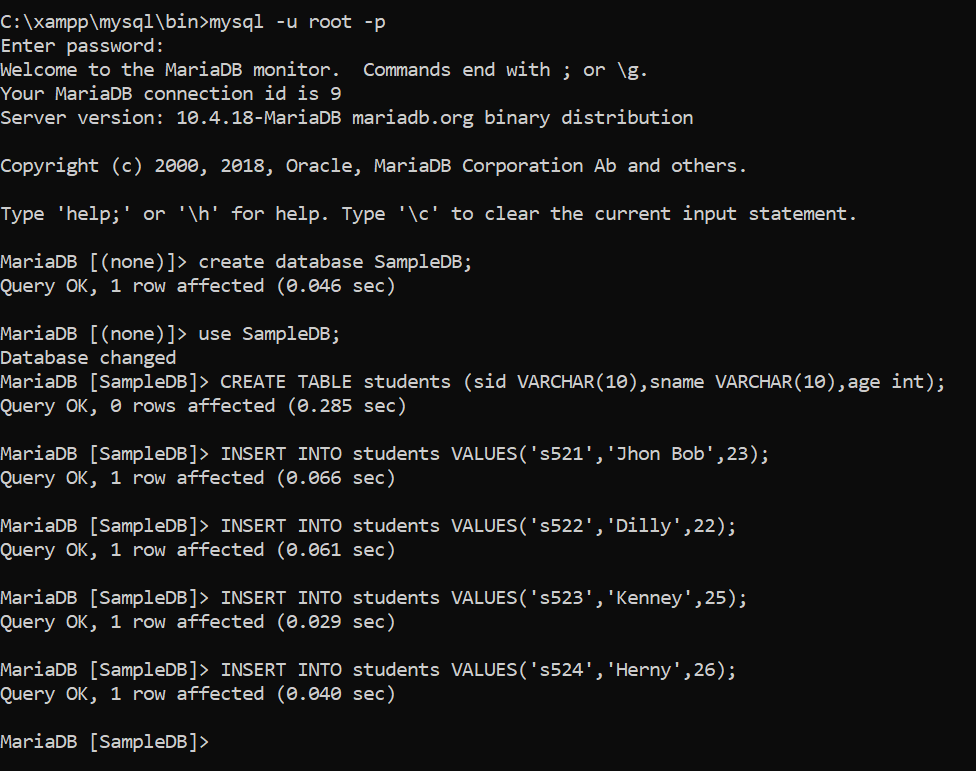 C:\xampp\mysql\bin>mysql -u root -p
Enter password:
Welcome to the MariaDB monitor.  Commands end with ; or \g.
Your MariaDB connection id is 9
Server version: 10.4.18-MariaDB mariadb.org binary distribution
Copyright (c) 2000, 2018, Oracle, MariaDB Corporation Ab and others.
Type 'help;' or '\h' for help. Type '\c' to clear the current input statement.
MariaDB [(none)]> create database SampleDB;
Query OK, 1 row affected (0.046 sec)
MariaDB [(none)]> use SampleDB;
Database changed
MariaDB [SampleDB]> CREATE TABLE students (sid VARCHAR(10),sname VARCHAR(10),age int);
Query OK, 0 rows affected (0.285 sec)
MariaDB [SampleDB]> INSERT INTO students VALUES('s521','Jhon Bob',23);
Query OK, 1 row affected (0.066 sec)
MariaDB [SampleDB]> INSERT INTO students VALUES('s522','Dilly',22);
Query OK, 1 row affected (0.061 sec)
MariaDB [SampleDB]> INSERT INTO students VALUES('s523','Kenney',25);
Query OK, 1 row affected (0.029 sec)
MariaDB [SampleDB]> INSERT INTO students VALUES('s524','Herny',26);
Query OK, 1 row affected (0.040 sec)
MariaDB [SampleDB]>